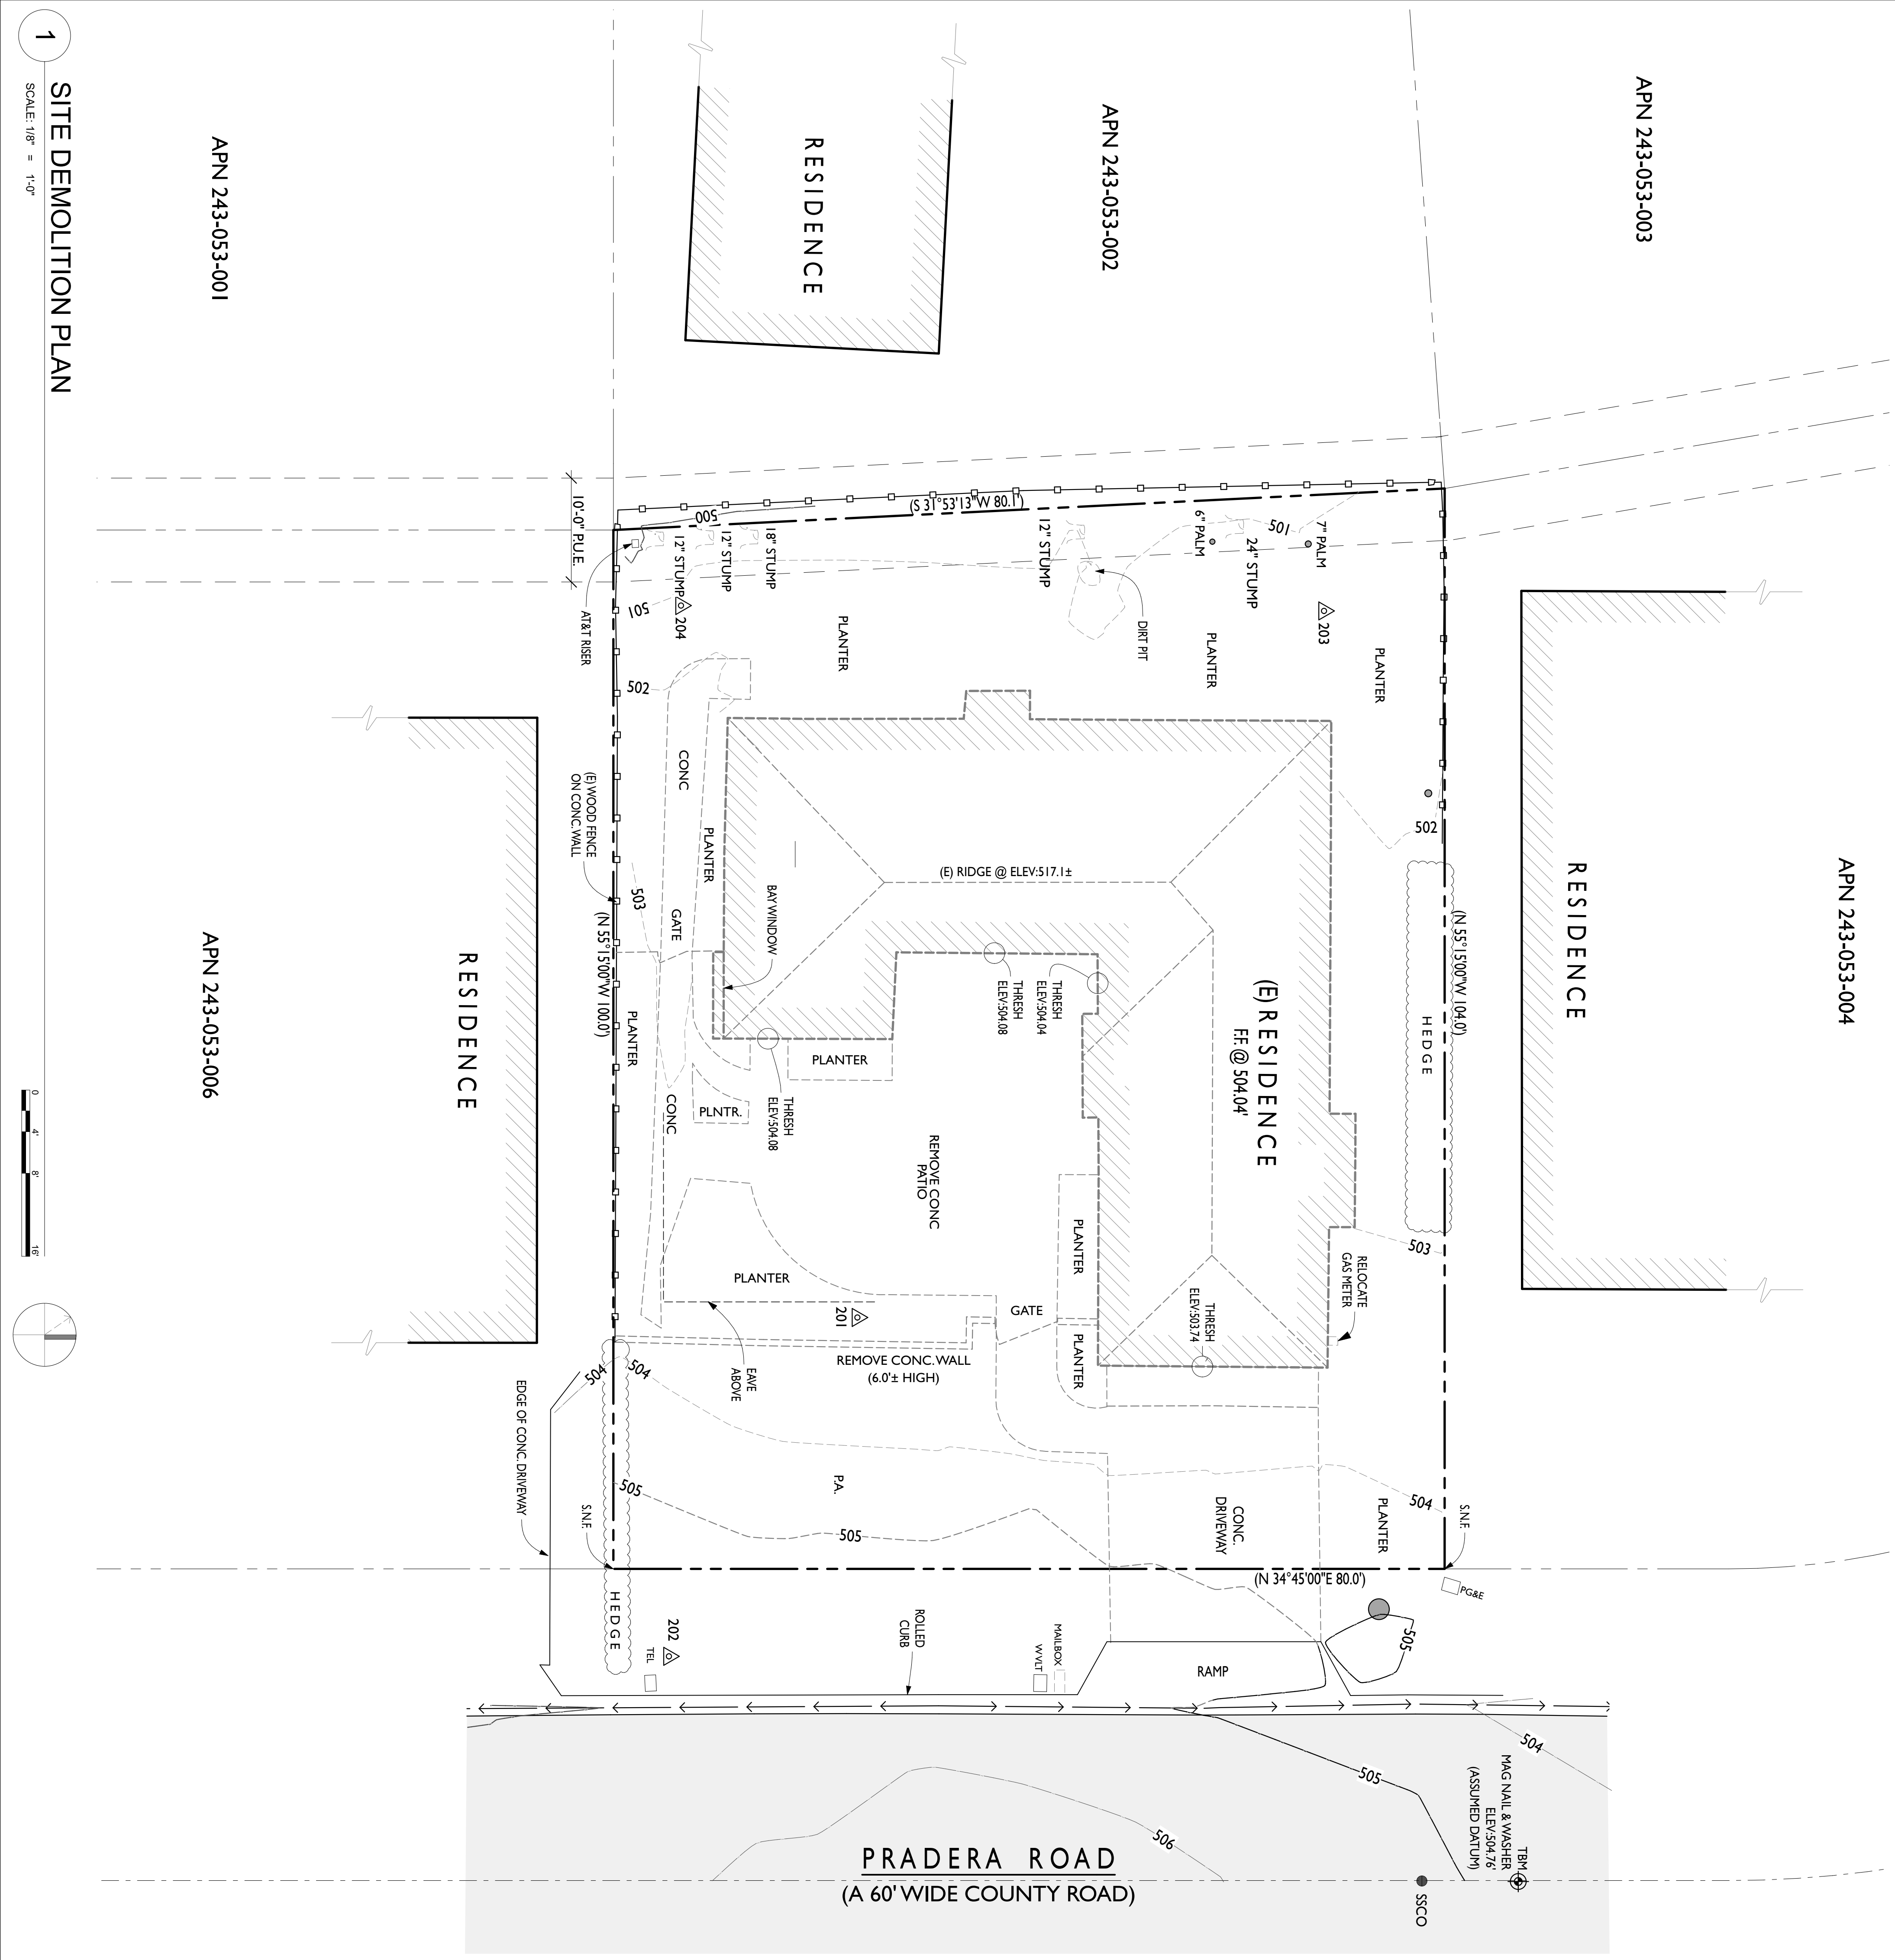 1
SITE DEMOLITION PLAN
SCALE: 1/8" = 1'-0"
APN 243-053-001
RESIDENCE
APN 243-053-002
APN 243-053-003
10'-0" P.U.E.
(S 31°53'13"W 80.1')
500
501
12" STUMP
12" STUMP
18" STUMP
12" STUMP
6" PALM
24" STUMP
501
7" PALM
204
203
AT&T RISER
DIRT PIT
PLANTER
PLANTER
PLANTER
502
CONC
PLANTER
GATE
(E) WOOD FENCE
ON CONC. WALL
503
(N 55°15'00"W 100.0')
BAY WINDOW
(E) RIDGE @ ELEV:517.1±
502
THRESH
ELEV:504.08
THRESH
ELEV:504.04
(E) RESIDENCE
F.F. @ 504.04'
HEDGE
(N 55°15'00"W 104.0')
RESIDENCE
APN 243-053-004
RESIDENCE
APN 243-053-006
PLANTER
PLANTER
CONC
PLNTR.
THRESH
ELEV:504.08
REMOVE CONC
PATIO
PLANTER
503
RELOCATE
GAS METER
PLANTER
201
GATE
THRESH
ELEV:503.74
PLANTER
REMOVE CONC. WALL
(6.0'± HIGH)
EAVE
ABOVE
504
504
EDGE OF CONC. DRIVEWAY
S.N.F.
505
P.A.
505
CONC.
DRIVEWAY
PLANTER
504
S.N.F.
(N 34°45'00"E 80.0')
PG&E
HEDGE
202
TEL
ROLLED
CURB
MAILBOX
WVLT
RAMP
505
504
505
506
TBM
MAG NAIL & WASHER
ELEV:504.76'
(ASSUMED DATUM)
SSCO
PRADERA ROAD
(A 60' WIDE COUNTY ROAD)
0 4' 8' 16'